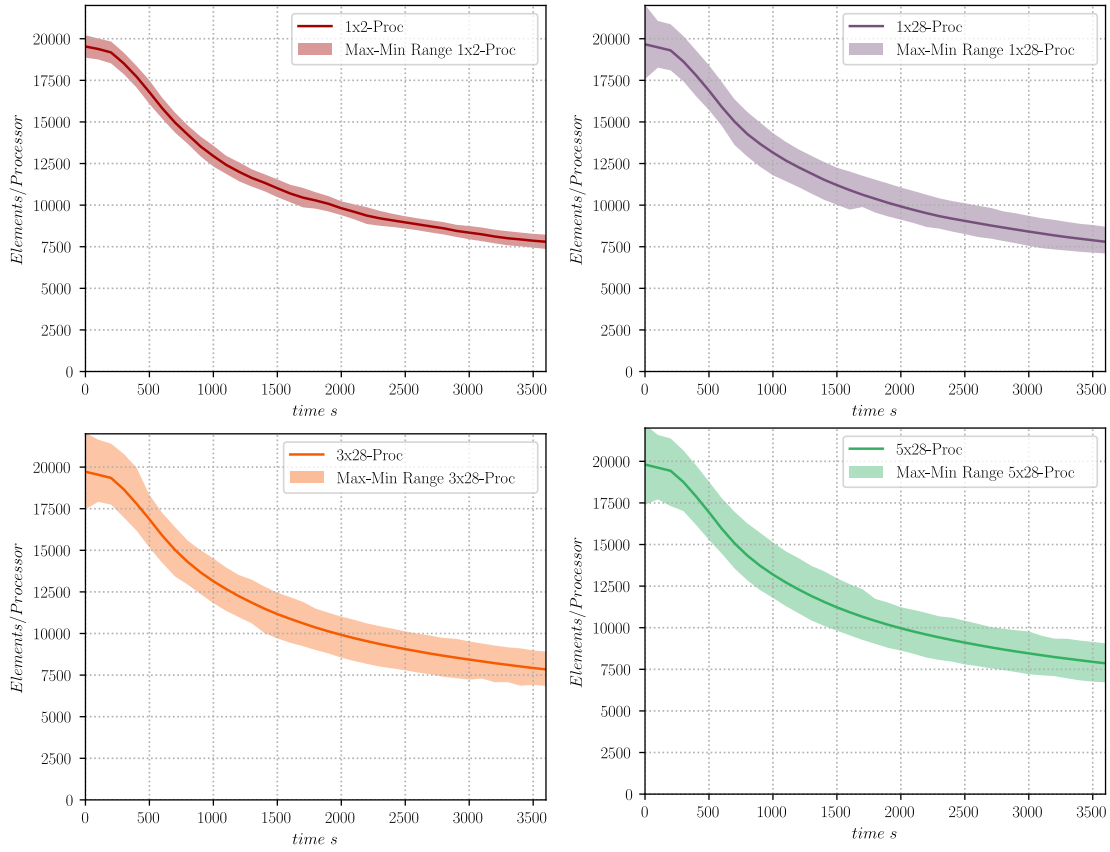 1x2-Proc
Max-Min Range 1x2-Proc
Elements/Processor
20000
17500
15000
12500
10000
7500
5000
2500
0
0 500 1000 1500 2000 2500 3000 3500
time s
1x28-Proc
Max-Min Range 1x28-Proc
Elements/Processor
20000
17500
15000
12500
10000
7500
5000
2500
0
0 500 1000 1500 2000 2500 3000 3500
time s
3x28-Proc
Max-Min Range 3x28-Proc
Elements/Processor
20000
17500
15000
12500
10000
7500
5000
2500
0
0 500 1000 1500 2000 2500 3000 3500
time s
5x28-Proc
Max-Min Range 5x28-Proc
Elements/Processor
20000
17500
15000
12500
10000
7500
5000
2500
0
0 500 1000 1500 2000 2500 3000 3500
time s